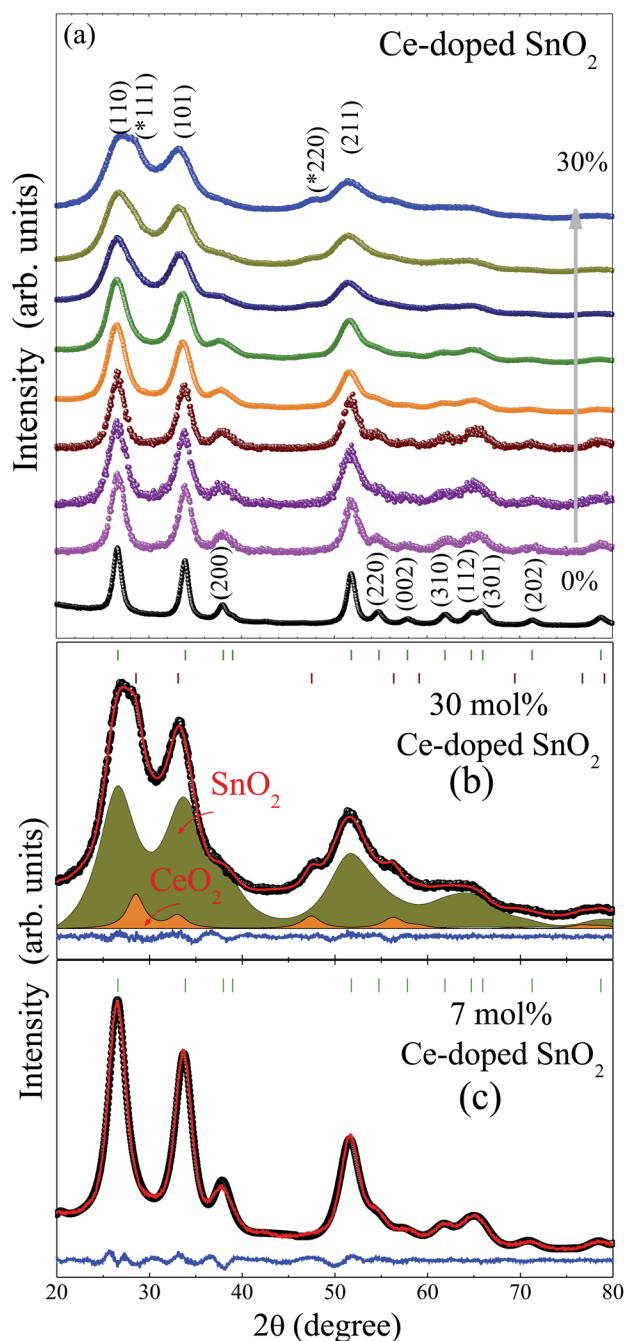 (a)
Ce-doped SnO₂
(110)
(*111)
(101)
(*220)
(211)
30%
Intensity (arb. units)
(200)
(220)
(002)
(310)
(112)
(301)
(202)
0%
30 mol%
Ce-doped SnO₂
(b)
SnO₂
CeO₂
Intensity (arb. units)
7 mol%
Ce-doped SnO₂
(c)
20 30 40 50 60 70 80
2θ (degree)